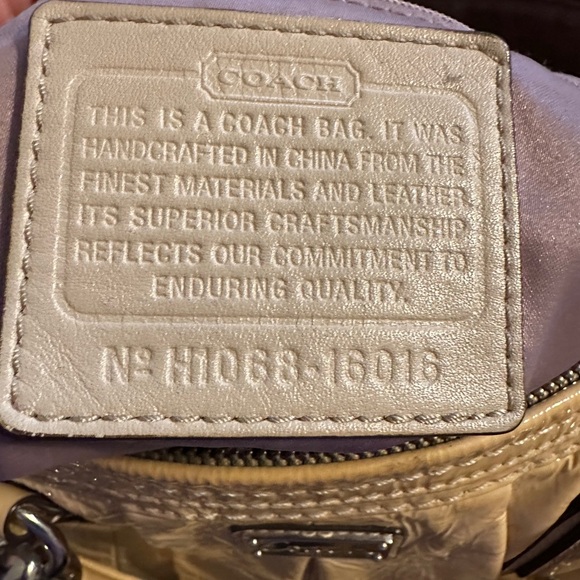 COACH
THIS IS A COACH BAG. IT WAS
HANDCRAFTED IN CHINA FROM THE
FINEST MATERIALS AND LEATHER.
ITS SUPERIOR CRAFTSMANSHIP
REFLECTS OUR COMMITMENT TO
ENDURING QUALITY.
Nº H1068-16016